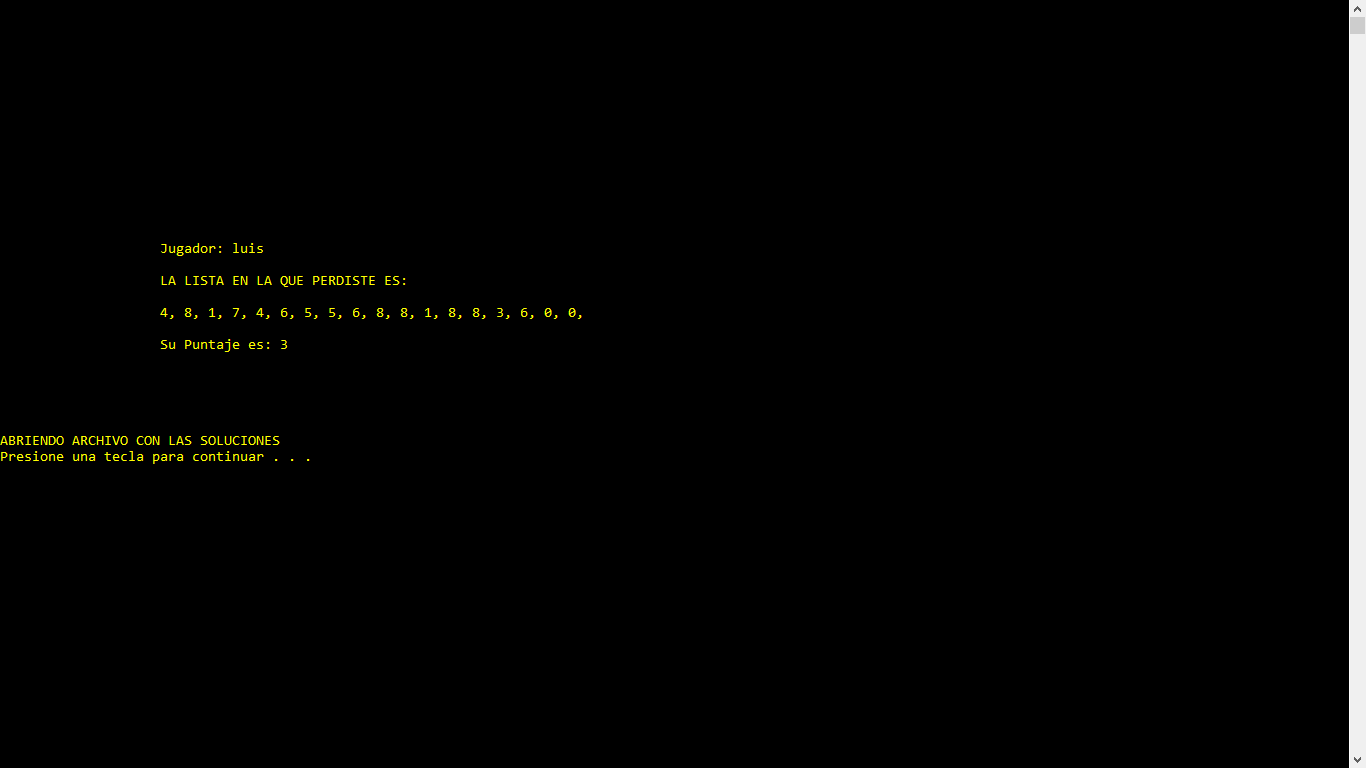 Jugador: luis
LA LISTA EN LA QUE PERDISTE ES:
4, 8, 1, 7, 4, 6, 5, 5, 6, 8, 8, 1, 8, 8, 3, 6, 0, 0,
Su Puntaje es: 3
ABRIENDO ARCHIVO CON LAS SOLUCIONES
Presione una tecla para continuar . . .